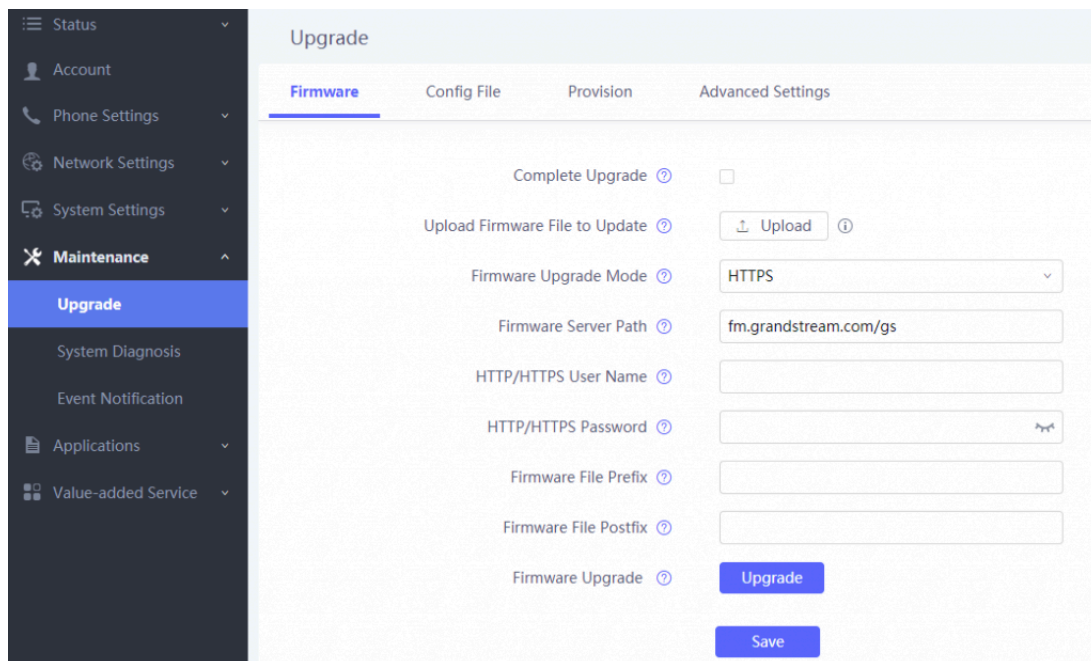 Status
Account
Phone Settings
Network Settings
System Settings
Maintenance
Upgrade
System Diagnosis
Event Notification
Applications
Value-added Service
Upgrade
Firmware Config File Provision Advanced Settings
Complete Upgrade
Upload Firmware File to Update Upload
Firmware Upgrade Mode HTTPS
Firmware Server Path fm.grandstream.com/gs
HTTP/HTTPS User Name
HTTP/HTTPS Password
Firmware File Prefix
Firmware File Postfix
Firmware Upgrade Upgrade
Save